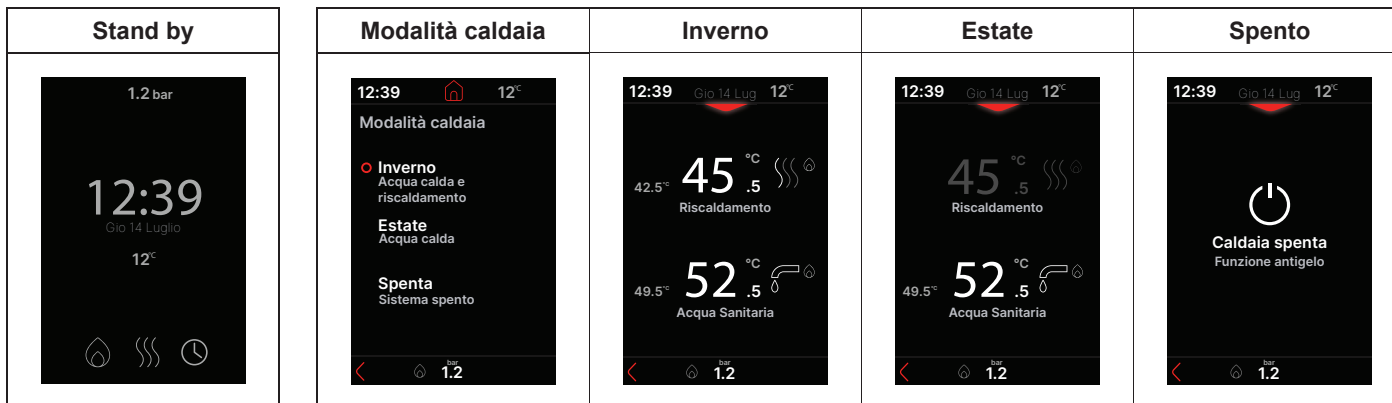 Stand by
1.2 bar
12:39
Gio 14 Luglio
12°C
Modalità caldaia
12:39 12°C
Modalità caldaia
Inverno
Acqua calda e
riscaldamento
Estate
Acqua calda
Spenta
Sistema spento
bar
1.2
Inverno
12:39 Gio 14 Lug 12°C
42.5°C 45.5 °C
Riscaldamento
49.5°C 52.5 °C
Acqua Sanitaria
bar
1.2
Estate
12:39 Gio 14 Lug 12°C
45.5 °C
Riscaldamento
49.5°C 52.5 °C
Acqua Sanitaria
bar
1.2
Spento
12:39 Gio 14 Lug 12°C
Caldaia spenta
Funzione antigelo
bar
1.2